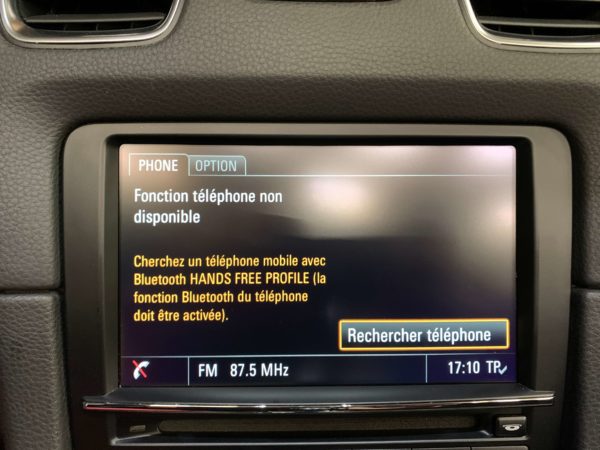 PHONE OPTION
Fonction téléphone non
disponible
Cherchez un téléphone mobile avec
Bluetooth HANDS FREE PROFILE (la
fonction Bluetooth du téléphone
doit être activée).
Rechercher téléphone
FM 87.5 MHz 17:10 TP